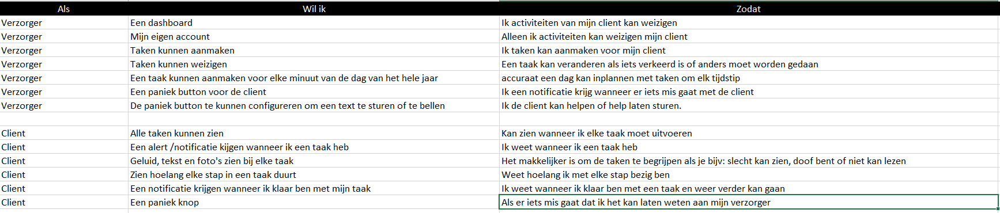 Als Wil ik Zodat
Verzorger Een dashboard Ik activiteiten van mijn client kan weizigen
Verzorger Mijn eigen account Alleen ik activiteiten kan weizigen mijn client
Verzorger Taken kunnen aanmaken Ik taken kan aanmaken voor mijn client
Verzorger Taken kunnen weizigen Een taak kan veranderen als iets verkeerd is of anders moet worden gedaan
Verzorger Een taak kunnen aanmaken voor elke minuut van de dag van het hele jaar accuraat een dag kan inplannen met taken om elk tijdstip
Verzorger Een paniek button voor de client Ik een notificatie krijg wanneer er iets mis gaat met de client
Verzorger De paniek button te kunnen configureren om een text te sturen of te bellen Ik de client kan helpen of help laten sturen.
Client Alle taken kunnen zien Kan zien wanneer ik elke taak moet uitvoeren
Client Een alert /notificatie kijgen wanneer ik een taak heb Ik weet wanneer ik een taak heb
Client Geluid, tekst en foto's zien bij elke taak Het makkelijker is om de taken te begrijpen als je bijv: slecht kan zien, doof bent of niet kan lezen
Client Zien hoelang elke stap in een taak duurt Weet hoelang ik met elke stap bezig ben
Client Een notificatie krijgen wanneer ik klaar ben met mijn taak Ik weet wanneer ik klaar ben met een taak en weer verder kan gaan
Client Een paniek knop Als er iets mis gaat dat ik het kan laten weten aan mijn verzorger